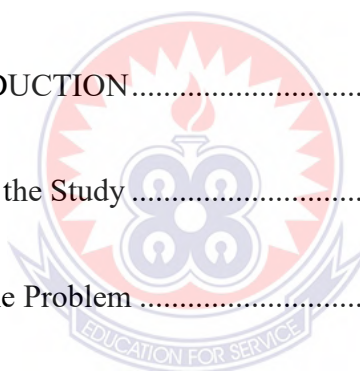 DUCTION....................................
the Study....................................
e Problem....................................
EDUCATION FOR SERVICE